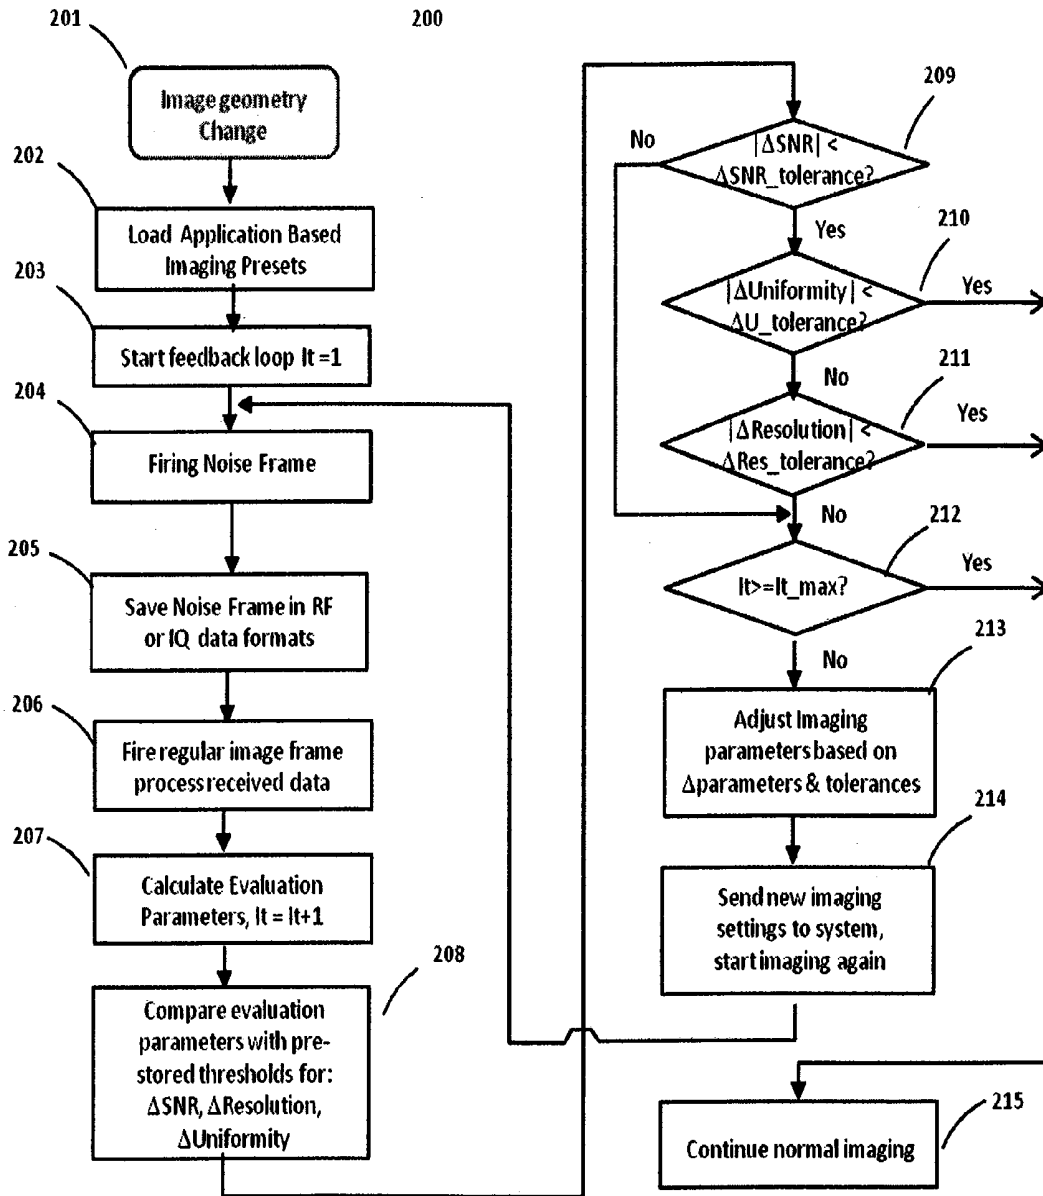 200
201
Image geometry
Change
202
Load Application Based
Imaging Presets
203
Start feedback loop It =1
204
Firing Noise Frame
205
Save Noise Frame in RF
or IQ data formats
206
Fire regular image frame
process received data
207
Calculate Evaluation
Parameters, It = It+1
208
Compare evaluation
parameters with pre-
stored thresholds for:
ΔSNR, ΔResolution,
ΔUniformity
209
|ΔSNR| <
ΔSNR_tolerance?
No
Yes
210
|ΔUniformity| <
ΔU_tolerance?
Yes
No
211
|ΔResolution| <
ΔRes_tolerance?
Yes
No
212
It>=It_max?
Yes
No
213
Adjust Imaging
parameters based on
Δparameters & tolerances
214
Send new imaging
settings to system,
start imaging again
215
Continue normal imaging